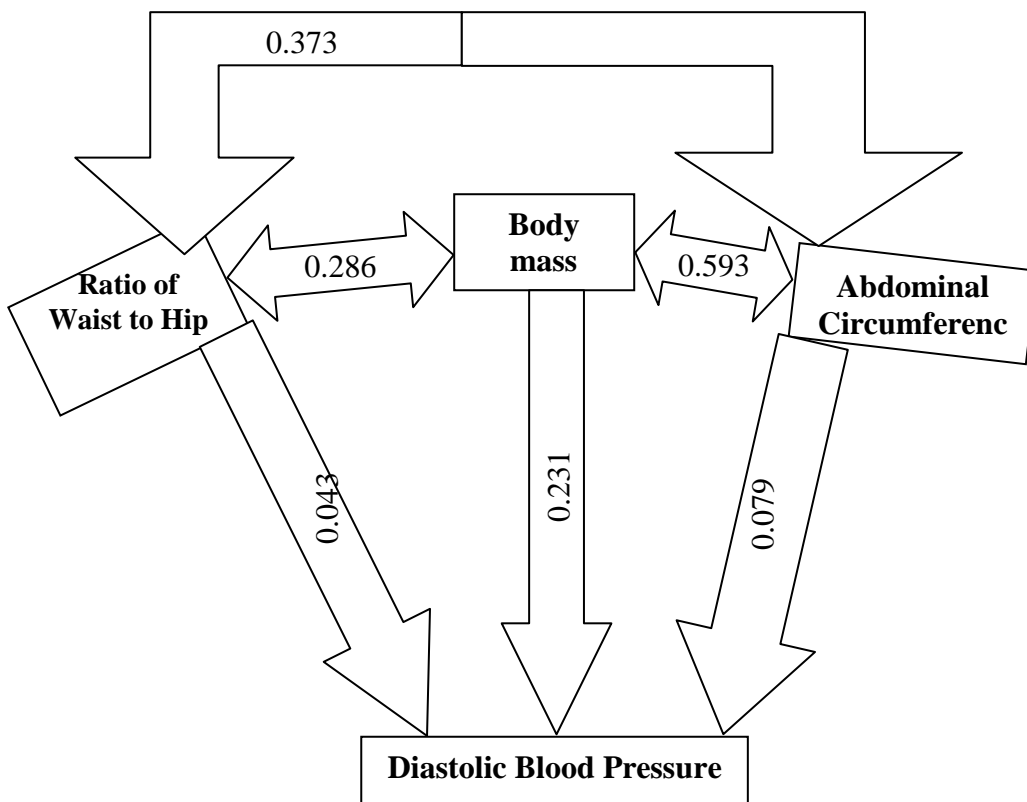 0.373
Body
mass
0.286
0.593
Ratio of
Waist to Hip
Abdominal
Circumferenc
0.043
0.231
0.079
Diastolic Blood Pressure